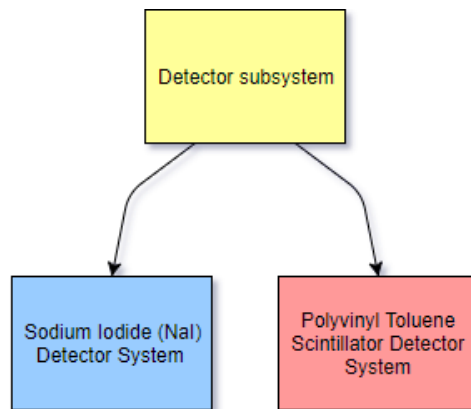 Detector subsystem
Sodium Iodide (NaI)
Detector System
Polyvinyl Toluene
Scintillator Detector
System